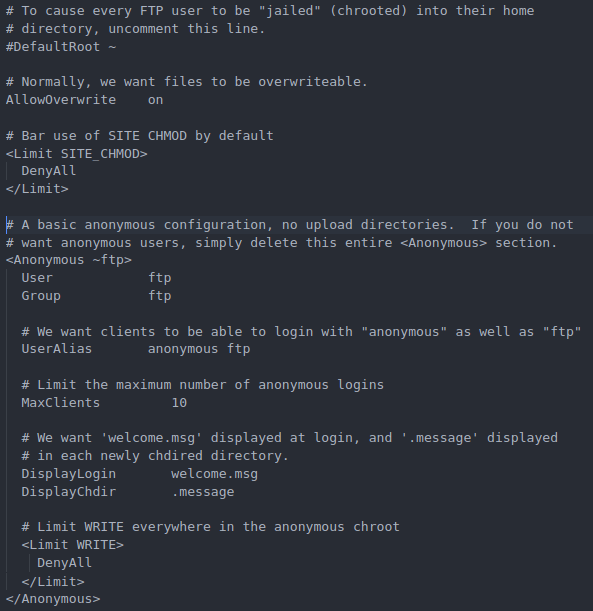 # To cause every FTP user to be "jailed" (chrooted) into their home
# directory, uncomment this line.
#DefaultRoot ~

# Normally, we want files to be overwriteable.
AllowOverwrite    on

# Bar use of SITE CHMOD by default
<Limit SITE_CHMOD>
  DenyAll
</Limit>

# A basic anonymous configuration, no upload directories.  If you do not
# want anonymous users, simply delete this entire <Anonymous> section.
<Anonymous ~ftp>
  User            ftp
  Group           ftp

  # We want clients to be able to login with "anonymous" as well as "ftp"
  UserAlias       anonymous ftp

  # Limit the maximum number of anonymous logins
  MaxClients         10

  # We want 'welcome.msg' displayed at login, and '.message' displayed
  # in each newly chdired directory.
  DisplayLogin       welcome.msg
  DisplayChdir       .message

  # Limit WRITE everywhere in the anonymous chroot
  <Limit WRITE>
    DenyAll
  </Limit>
</Anonymous>